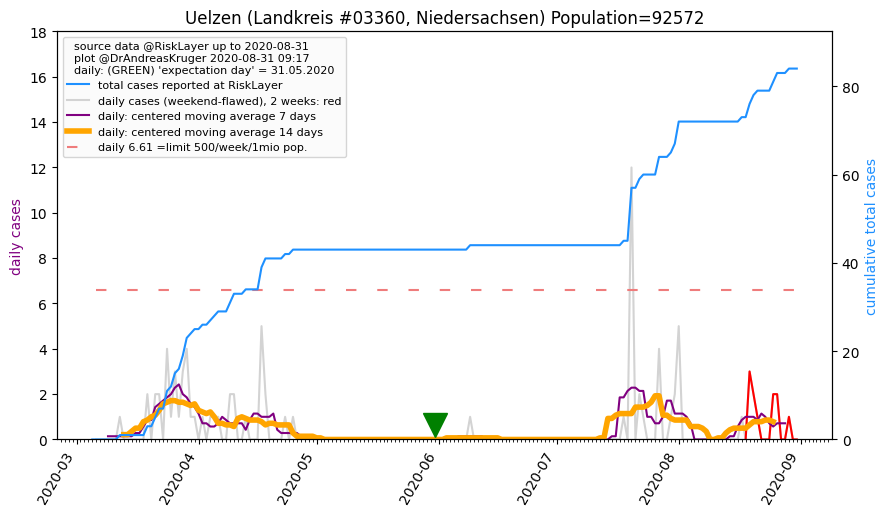 Uelzen (Landkreis #03360, Niedersachsen) Population=92572
source data @RiskLayer up to 2020-08-31
plot @DrAndreasKruger 2020-08-31 09:17
daily: (GREEN) 'expectation day' = 31.05.2020
total cases reported at RiskLayer
daily cases (weekend-flawed), 2 weeks: red
daily: centered moving average 7 days
daily: centered moving average 14 days
daily 6.61 =limit 500/week/1mio pop.
daily cases
18
16
14
12
10
8
6
4
2
0
cumulative total cases
80
60
40
20
0
2020-03
2020-04
2020-05
2020-06
2020-07
2020-08
2020-09